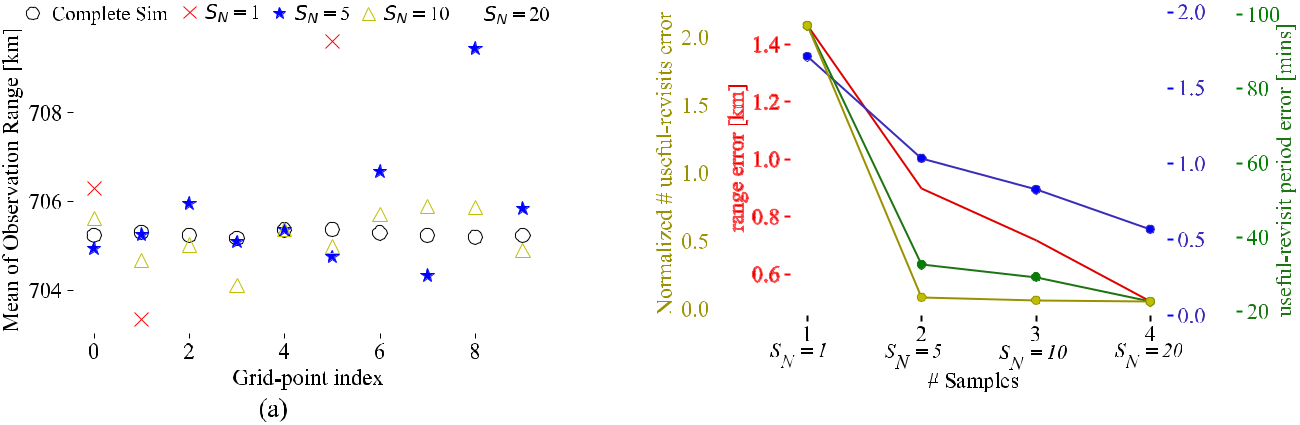 Complete Sim S_N = 1 S_N = 5 S_N = 10 S_N = 20
Mean of Observation Range [km]
708
706
704
0 2 4 6 8
Grid-point index
(a)
Normalized # useful-revisits error
2.0
1.5
1.0
0.5
0.0
range error [km]
1.4
1.2
1.0
0.8
0.6
2.0
1.5
1.0
0.5
0.0
useful-revisit period error [mins]
100
80
60
40
20
1 2 3 4
S_N = 1 S_N = 5 S_N = 10 S_N = 20
# Samples